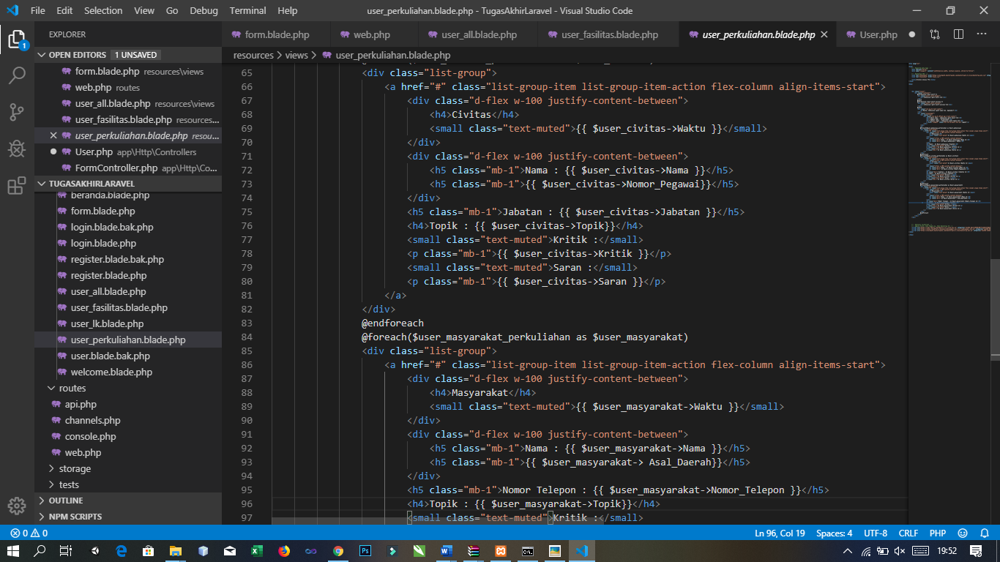 File Edit Selection View Go Debug Terminal Help user_perkuliahan.blade.php - TugasAkhirLaravel - Visual Studio Code
EXPLORER
form.blade.php web.php user_all.blade.php user_fasilitas.blade.php user_perkuliahan.blade.php User.php
OPEN EDITORS 1 UNSAVED
form.blade.php resources\views
web.php routes
user_all.blade.php resources\views
user_fasilitas.blade.php resources...
user_perkuliahan.blade.php resou...
User.php app\Http\Controllers
FormController.php app\Http\Co...
TUGASAKHIRLARAVEL
beranda.blade.php
form.blade.php
login.blade.bak.php
login.blade.php
register.blade.bak.php
register.blade.php
user_all.blade.php
user_fasilitas.blade.php
user_lk.blade.php
user_perkuliahan.blade.php
user.blade.bak.php
welcome.blade.php
routes
api.php
channels.php
console.php
web.php
storage
tests
OUTLINE
NPM SCRIPTS
resources > views > user_perkuliahan.blade.php
65 <div class="list-group">
66 <a href="#" class="list-group-item list-group-item-action flex-column align-items-start">
67 <div class="d-flex w-100 justify-content-between">
68 <h4>Civitas</h4>
69 <small class="text-muted">{{ $user_civitas->Waktu }}</small>
70 </div>
71 <div class="d-flex w-100 justify-content-between">
72 <h5 class="mb-1">Nama : {{ $user_civitas->Nama }}</h5>
73 <h5 class="mb-1">{{ $user_civitas->Nomor_Pegawai}}</h5>
74 </div>
75 <h5 class="mb-1">Jabatan : {{ $user_civitas->Jabatan }}</h5>
76 <h4>Topik : {{ $user_civitas->Topik}}</h4>
77 <small class="text-muted">Kritik :</small>
78 <p class="mb-1">{{ $user_civitas->Kritik }}</p>
79 <small class="text-muted">Saran :</small>
80 <p class="mb-1">{{ $user_civitas->Saran }}</p>
81 </a>
82 </div>
83 @endforeach
84 @foreach($user_masyarakat_perkuliahan as $user_masyarakat)
85 <div class="list-group">
86 <a href="#" class="list-group-item list-group-item-action flex-column align-items-start">
87 <div class="d-flex w-100 justify-content-between">
88 <h4>Masyarakat</h4>
89 <small class="text-muted">{{ $user_masyarakat->Waktu }}</small>
90 </div>
91 <div class="d-flex w-100 justify-content-between">
92 <h5 class="mb-1">Nama : {{ $user_masyarakat->Nama }}</h5>
93 <h5 class="mb-1">{{ $user_masyarakat-> Asal_Daerah}}</h5>
94 </div>
95 <h5 class="mb-1">Nomor Telepon : {{ $user_masyarakat->Nomor_Telepon }}</h5>
96 <h4>Topik : {{ $user_masyarakat->Topik}}</h4>
97 <small class="text-muted">Kritik :</small>
0 0 Ln 96, Col 19 Spaces: 4 UTF-8 CRLF PHP
19:52